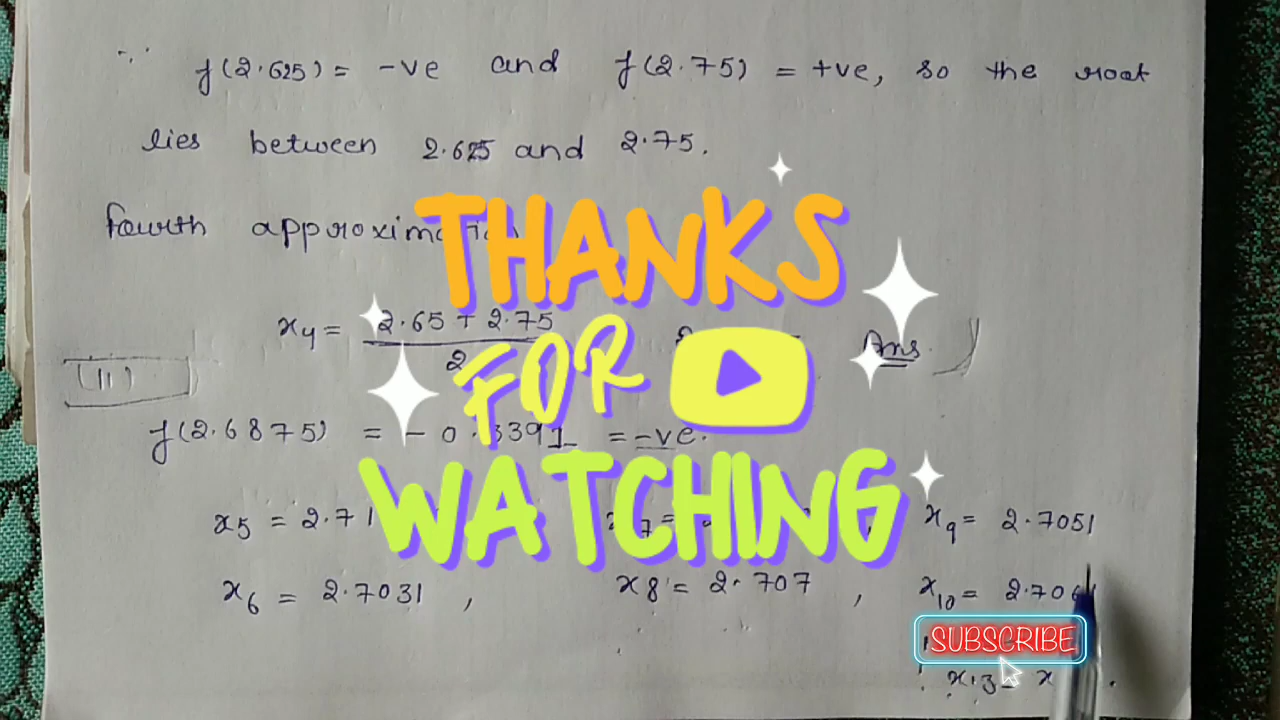 ∵ f(2.625) = -ve and f(2.75) = +ve, so the root
lies between 2.625 and 2.75.
Fourth approximation
x4 = (2.65 + 2.75)/2 Ans.
(11)
f(2.6875) = -0.3391 = -ve.
x5 = 2.71 x9 = 2.7051
x6 = 2.7031, x8 = 2.707, x10 =
THANKS
FOR
WATCHING
SUBSCRIBE